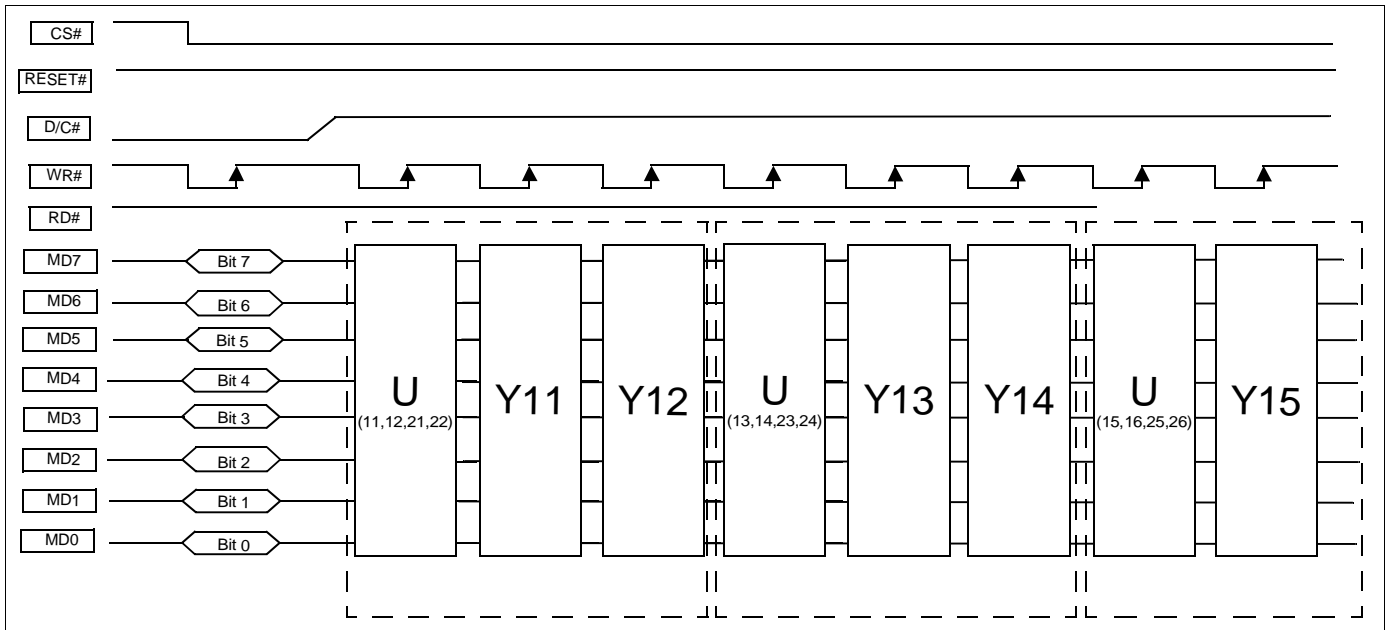 CS#
RESET#
D/C#
WR#
RD#
MD7 Bit 7
MD6 Bit 6
MD5 Bit 5
MD4 Bit 4
U Y11 Y12 U Y13 Y14 U Y15
MD3 Bit 3
(11,12,21,22) (13,14,23,24) (15,16,25,26)
MD2 Bit 2
MD1 Bit 1
MD0 Bit 0